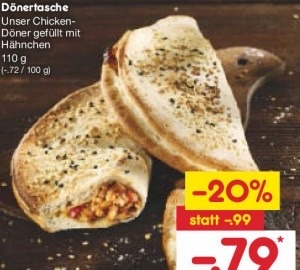 Dönertasche
Unser Chicken-
Döner gefüllt mit
Hähnchen
110 g
(-.72 / 100 g)
-20%
statt -.99
-.79*